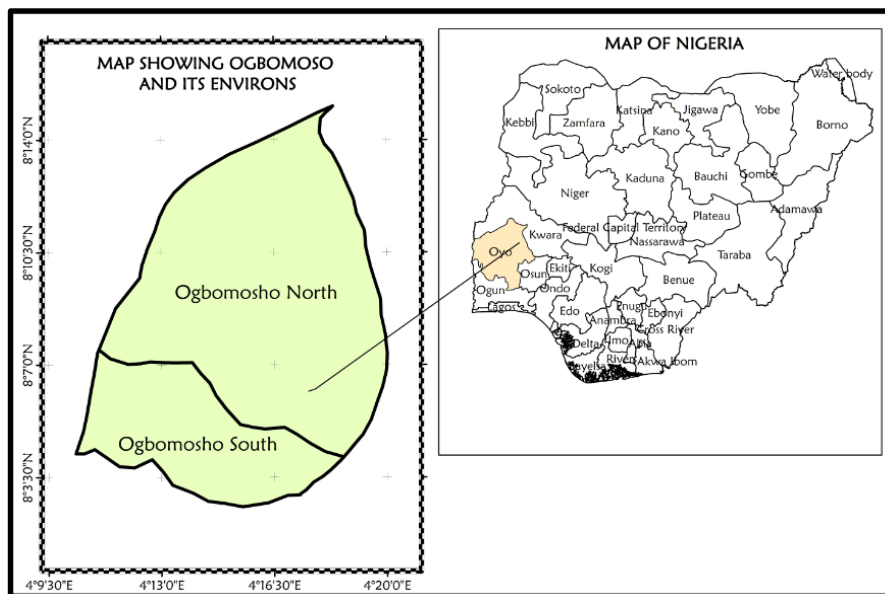 MAP SHOWING OGBOMOSO
AND ITS ENVIRONS
8°14'0"N
8°10'30"N
8°7'0"N
8°3'30"N
Ogbomosho North
Ogbomosho South
4°9'30"E
4°13'0"E
4°16'30"E
4°20'0"E
MAP OF NIGERIA
Water body
Sokoto
Kebbi
Zamfara
Katsina
Jigawa
Kano
Yobe
Borno
Kaduna
Bauchi
Gombe
Niger
Adamawa
Plateau
Kwara
Federal Capital Territory
Nassarawa
Taraba
Oyo
Osun
Ekiti
Kogi
Benue
Ogun
Ondo
Lagos
Edo
Enugu
Ebonyi
Anambra
Cross River
Delta
Imo
Abia
Bayelsa
Rivers
Akwa Ibom